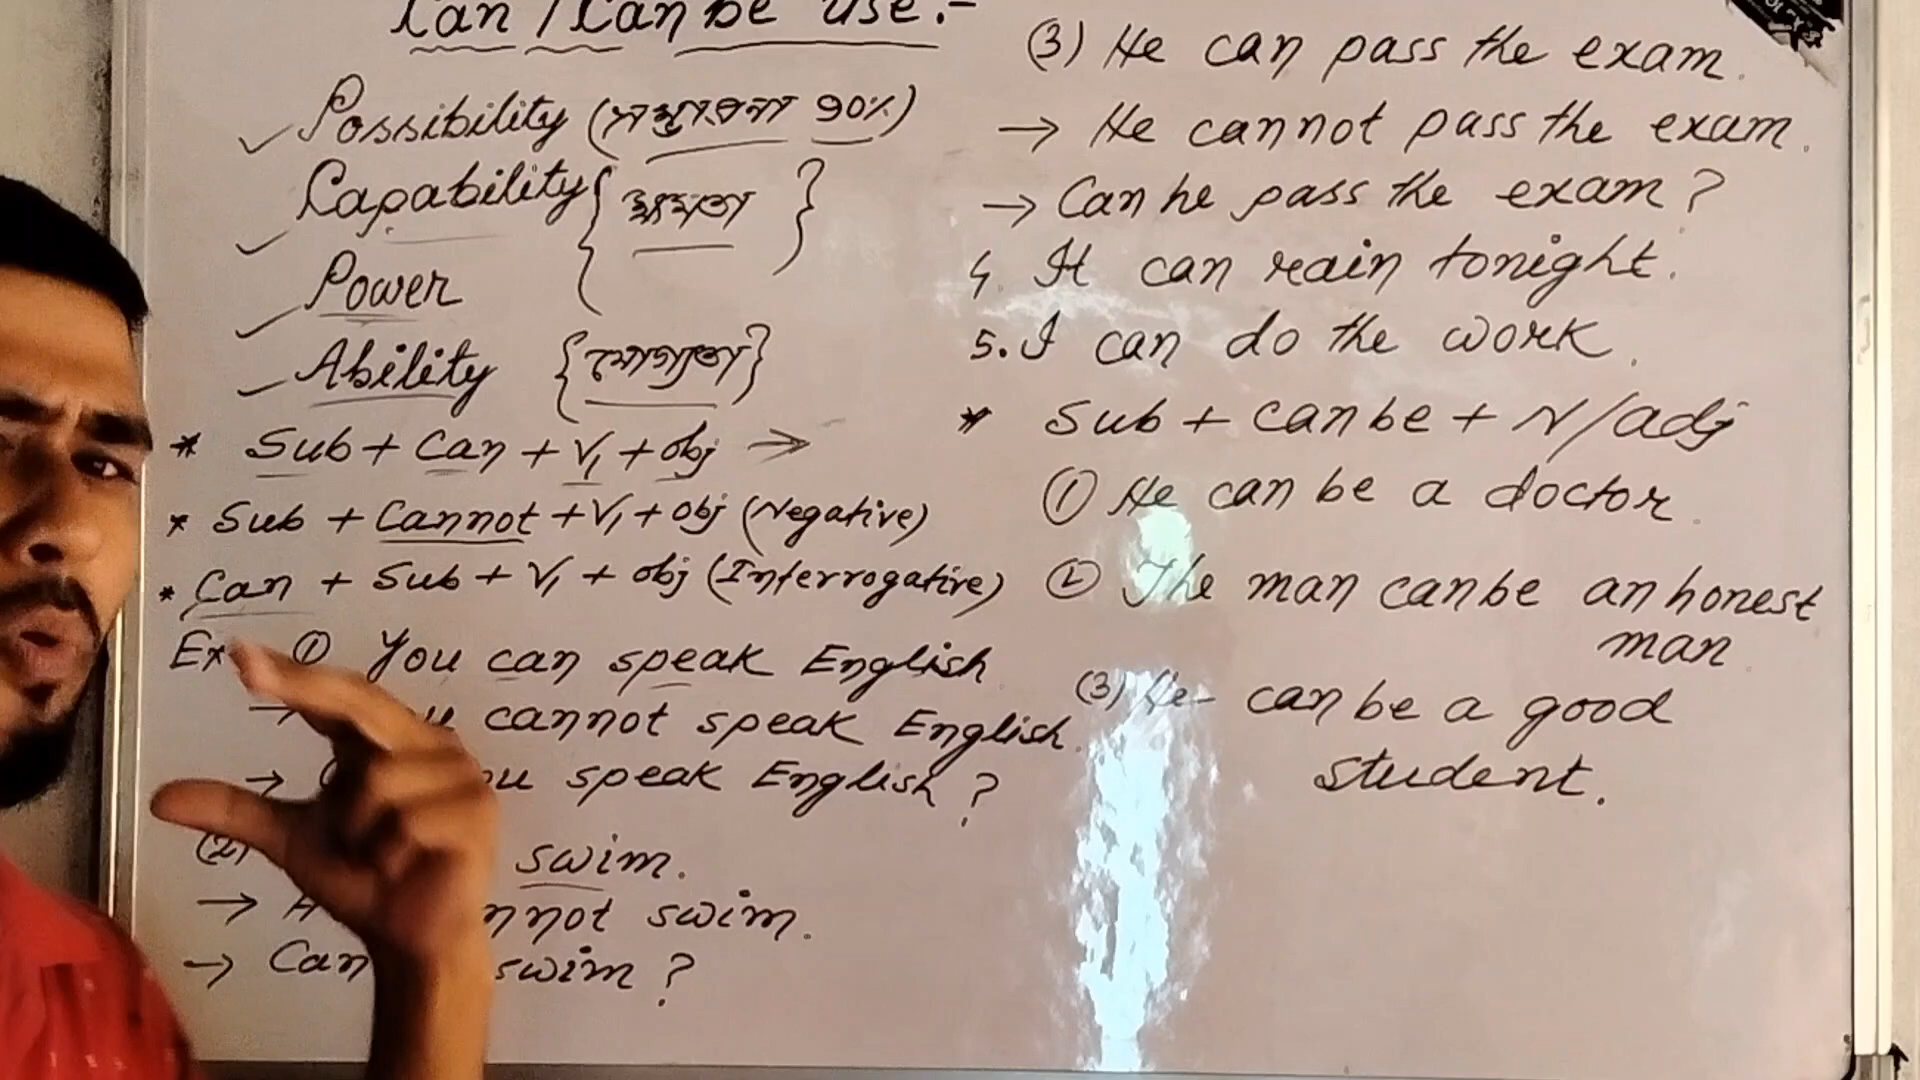 Can / Can be use :-
Possibility (সম্ভাবনা 90%)
Capability { ক্ষমতা }
Power
Ability {যোগ্যতা}
* Sub + Can + V1 + obj →
* Sub + Cannot + V1 + obj (Negative)
* Can + Sub + V1 + obj (Interrogative)
Ex ① You can speak English
→ cannot speak English.
→ speak English ?
(2) swim.
→ swim.
→ Can swim ?
(3) He can pass the exam.
→ He cannot pass the exam.
→ Can he pass the exam ?
4. It can rain tonight.
5. I can do the work.
* Sub + can be + N/adj
① He can be a doctor.
② The man can be an honest
man
(3) He can be a good
student.